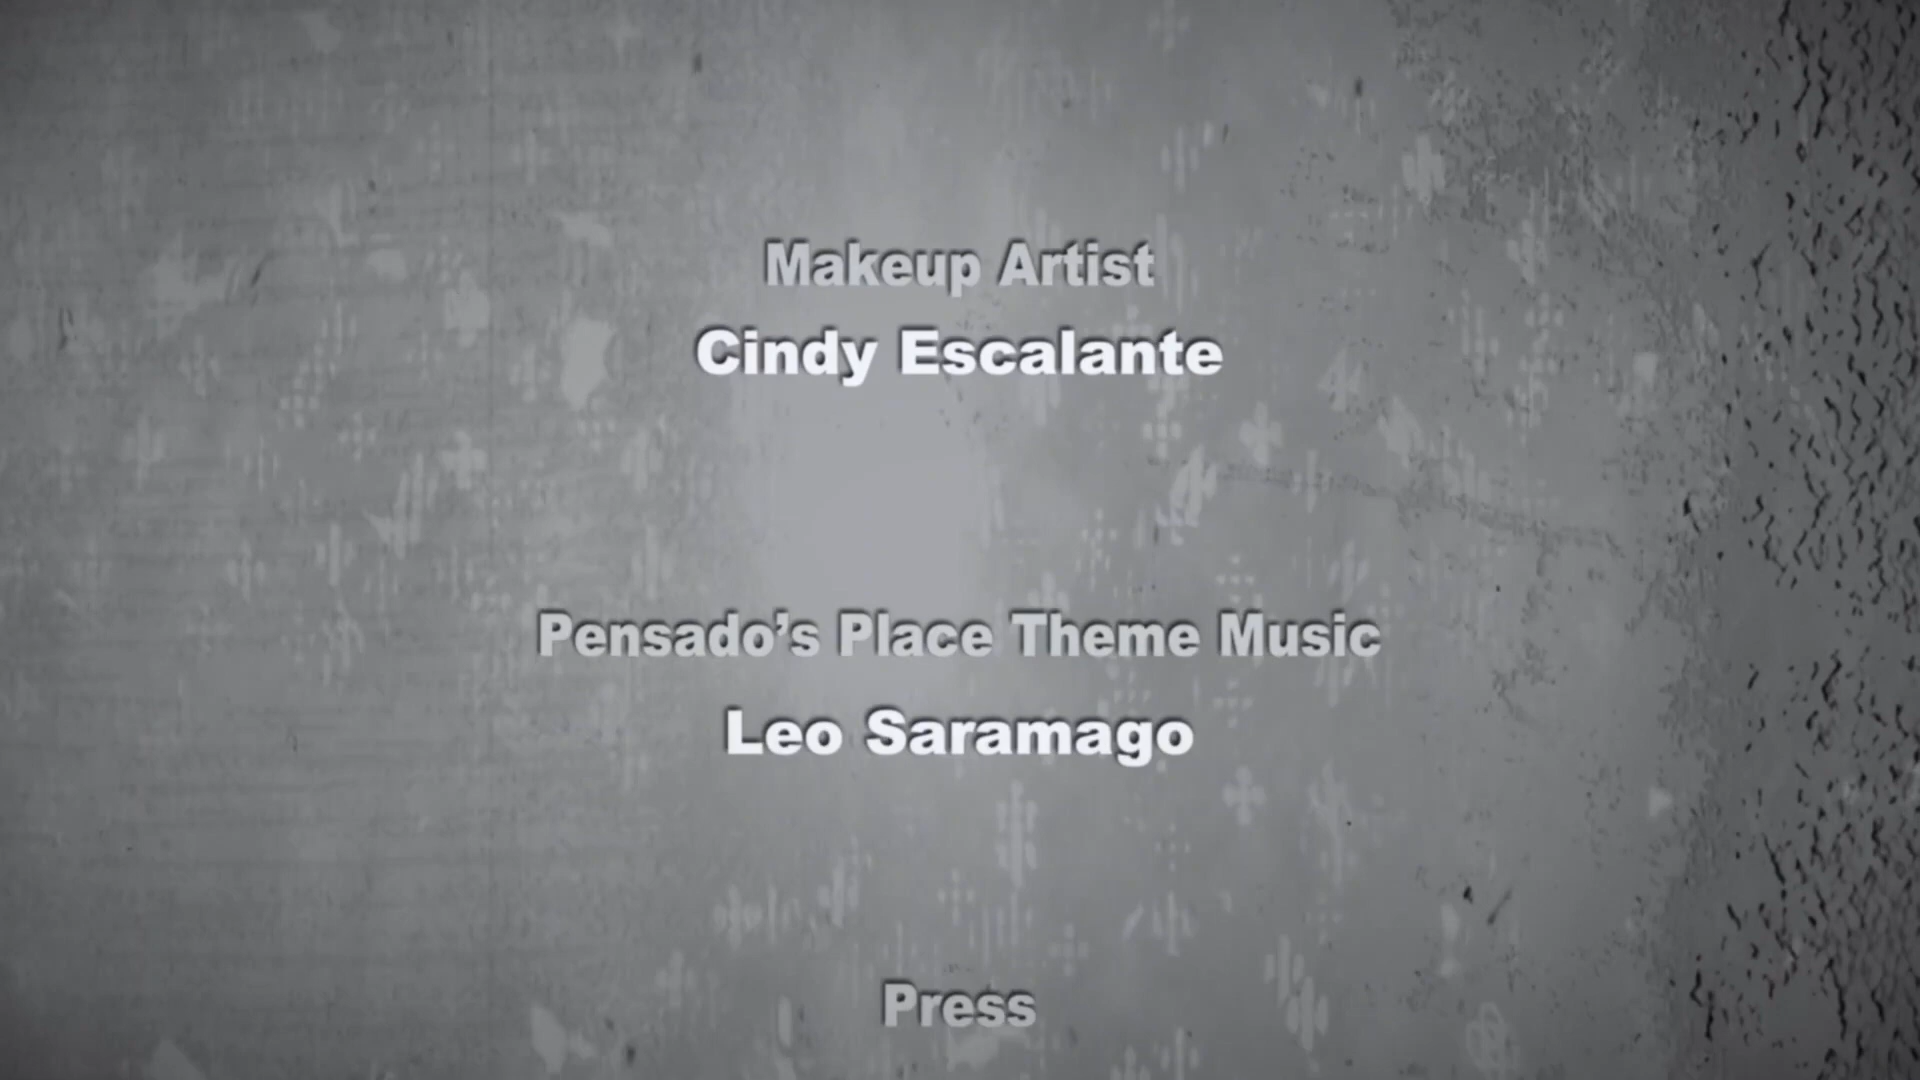 Makeup Artist
Cindy Escalante
Pensado’s Place Theme Music
Leo Saramago
Press